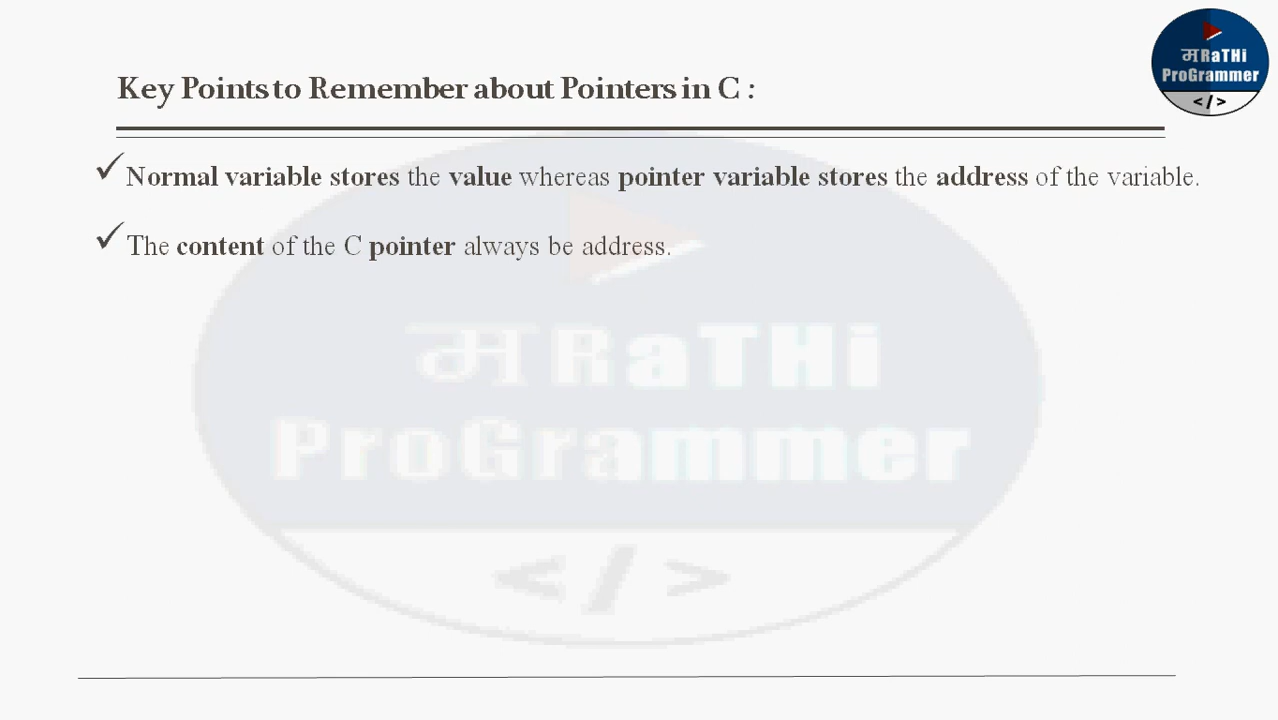 मRaTHi
ProGrammer
</>
Key Points to Remember about Pointers in C :
✓Normal variable stores the value whereas pointer variable stores the address of the variable.
✓The content of the C pointer always be address.
मRaTHi
ProGrammer
</>